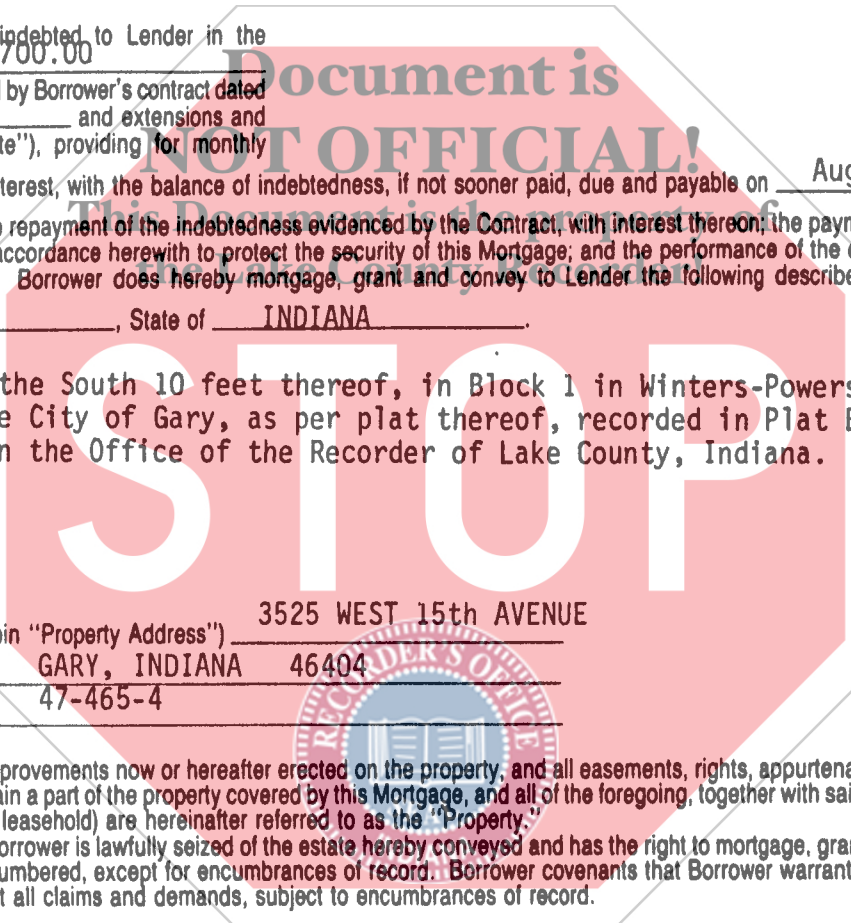 indebted to Lender in the
700.00
Document is
by Borrower's contract dated
and extensions and
te"), providing for monthly
NOT OFFICIAL!
terest, with the balance of indebtedness, if not sooner paid, due and payable on Aug
This Document is the property of
repayment of the indebtedness evidenced by the Contract, with interest thereon; the paym
accordance herewith to protect the security of this Mortgage; and the performance of the
the Lake County Recorder!
Borrower does hereby mortgage, grant and convey to Lender the following describe
, State of INDIANA .
STOP
the South 10 feet thereof, in Block 1 in Winters-Powers
e City of Gary, as per plat thereof, recorded in Plat B
n the Office of the Recorder of Lake County, Indiana.
3525 WEST 15th AVENUE
in "Property Address")
GARY, INDIANA 46404
47-465-4
RECORDER'S OFFICE
provements now or hereafter erected on the property, and all easements, rights, appurtena
ain a part of the property covered by this Mortgage, and all of the foregoing, together with sai
leasehold) are hereinafter referred to as the "Property."
orrower is lawfully seized of the estate hereby conveyed and has the right to mortgage, gran
umbered, except for encumbrances of record. Borrower covenants that Borrower warrant
t all claims and demands, subject to encumbrances of record.